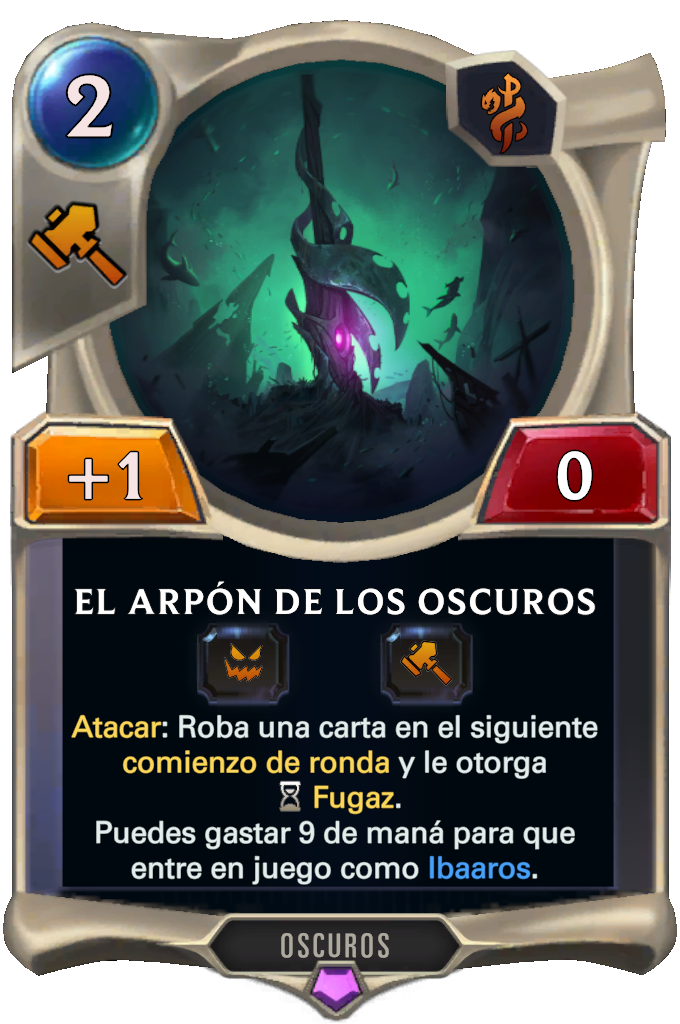 2
+1
0
EL ARPÓN DE LOS OSCUROS
Atacar: Roba una carta en el siguiente
comienzo de ronda y le otorga
Fugaz.
Puedes gastar 9 de maná para que
entre en juego como Ibaaros.
OSCUROS